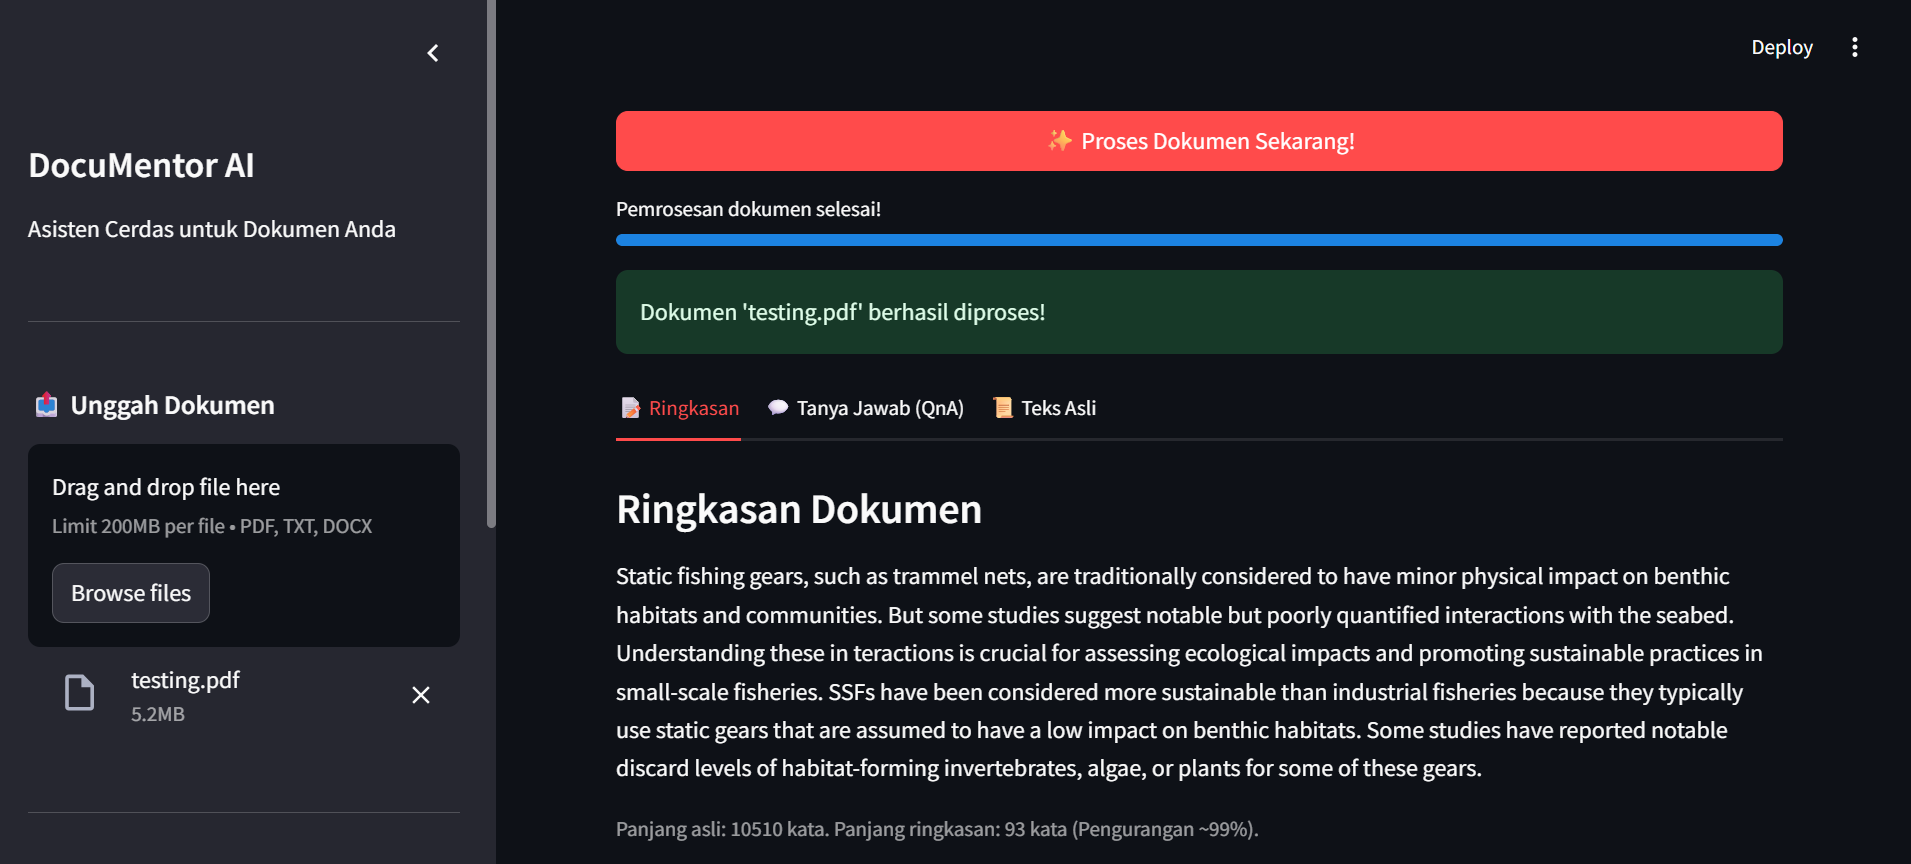 DocuMentor AI
Asisten Cerdas untuk Dokumen Anda
Unggah Dokumen
Drag and drop file here
Limit 200MB per file • PDF, TXT, DOCX
Browse files
testing.pdf
5.2MB
Deploy
✨ Proses Dokumen Sekarang!
Pemrosesan dokumen selesai!
Dokumen 'testing.pdf' berhasil diproses!
Ringkasan
Tanya Jawab (QnA)
Teks Asli
Ringkasan Dokumen
Static fishing gears, such as trammel nets, are traditionally considered to have minor physical impact on benthic
habitats and communities. But some studies suggest notable but poorly quantified interactions with the seabed.
Understanding these in teractions is crucial for assessing ecological impacts and promoting sustainable practices in
small-scale fisheries. SSFs have been considered more sustainable than industrial fisheries because they typically
use static gears that are assumed to have a low impact on benthic habitats. Some studies have reported notable
discard levels of habitat-forming invertebrates, algae, or plants for some of these gears.
Panjang asli: 10510 kata. Panjang ringkasan: 93 kata (Pengurangan ~99%).